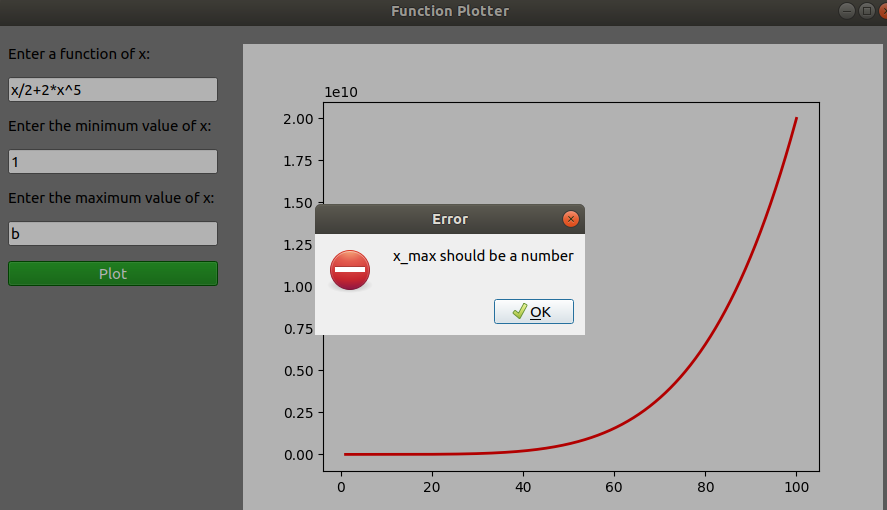 Function Plotter
Enter a function of x:
x/2+2*x^5
Enter the minimum value of x:
1
Enter the maximum value of x:
b
Plot
1e10
2.00
1.75
1.50
1.25
1.00
0.75
0.50
0.25
0.00
0 20 40 60 80 100
Error
x_max should be a number
OK